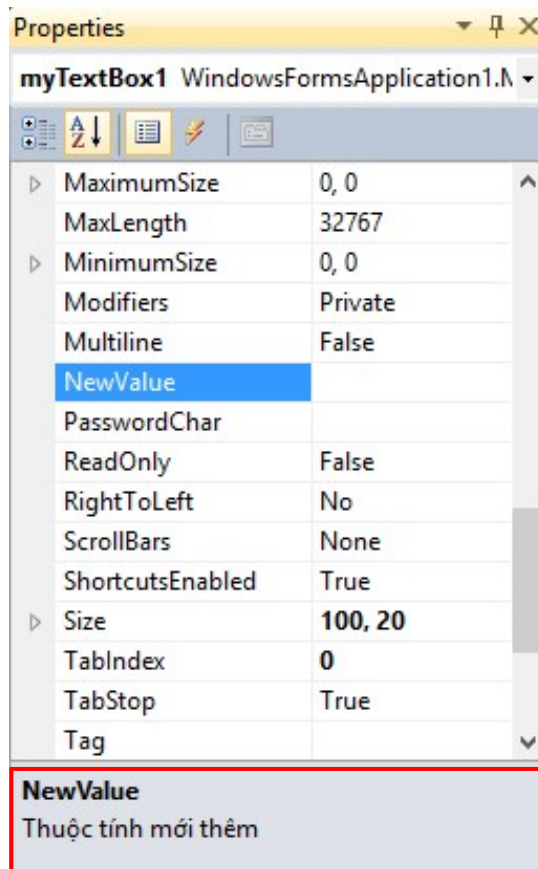 Properties
myTextBox1 WindowsFormsApplication1.
MaximumSize 0, 0
MaxLength 32767
MinimumSize 0, 0
Modifiers Private
Multiline False
NewValue
PasswordChar
ReadOnly False
RightToLeft No
ScrollBars None
ShortcutsEnabled True
Size 100, 20
TabIndex 0
TabStop True
Tag
NewValue
Thuộc tính mới thêm